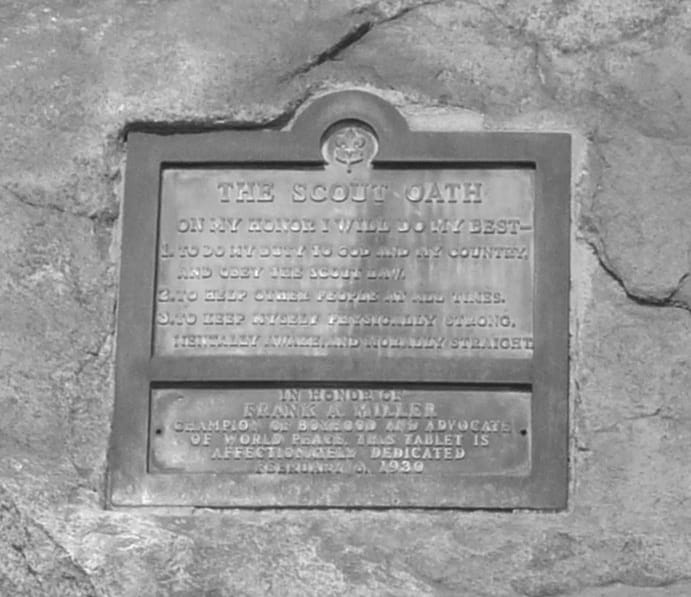 THE SCOUT OATH
ON MY HONOR I WILL DO MY BEST—
1. TO DO MY DUTY TO GOD AND MY COUNTRY,
AND OBEY THE SCOUT LAW.
2. TO HELP OTHER PEOPLE AT ALL TIMES.
3. TO KEEP MYSELF PHYSICALLY STRONG,
MENTALLY AWAKE, AND MORALLY STRAIGHT.
IN HONOR OF
FRANK A. MILLER
CHAMPION OF BOYHOOD AND ADVOCATE
OF WORLD PEACE, THIS TABLET IS
AFFECTIONATELY DEDICATED
FEBRUARY 1930